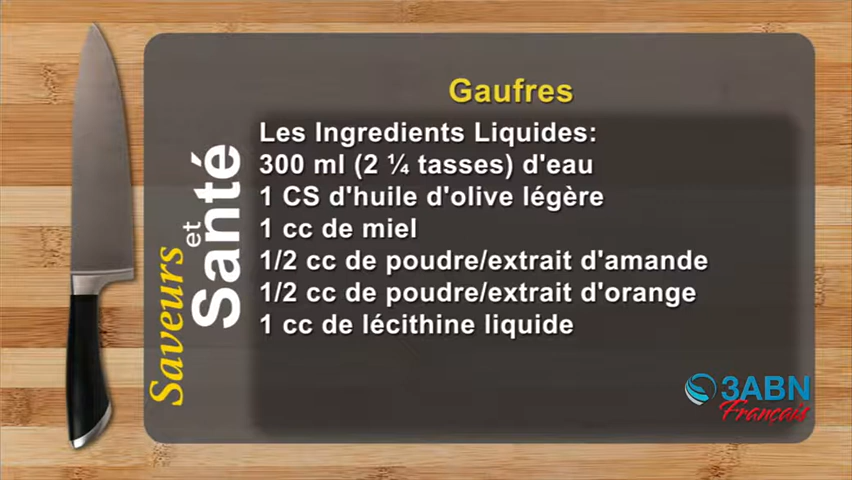 Gaufres
Les Ingredients Liquides:
300 ml (2 ¼ tasses) d'eau
1 CS d'huile d'olive légère
1 cc de miel
1/2 cc de poudre/extrait d'amande
1/2 cc de poudre/extrait d'orange
1 cc de lécithine liquide
Saveurs
et
Santé
3ABN
Français